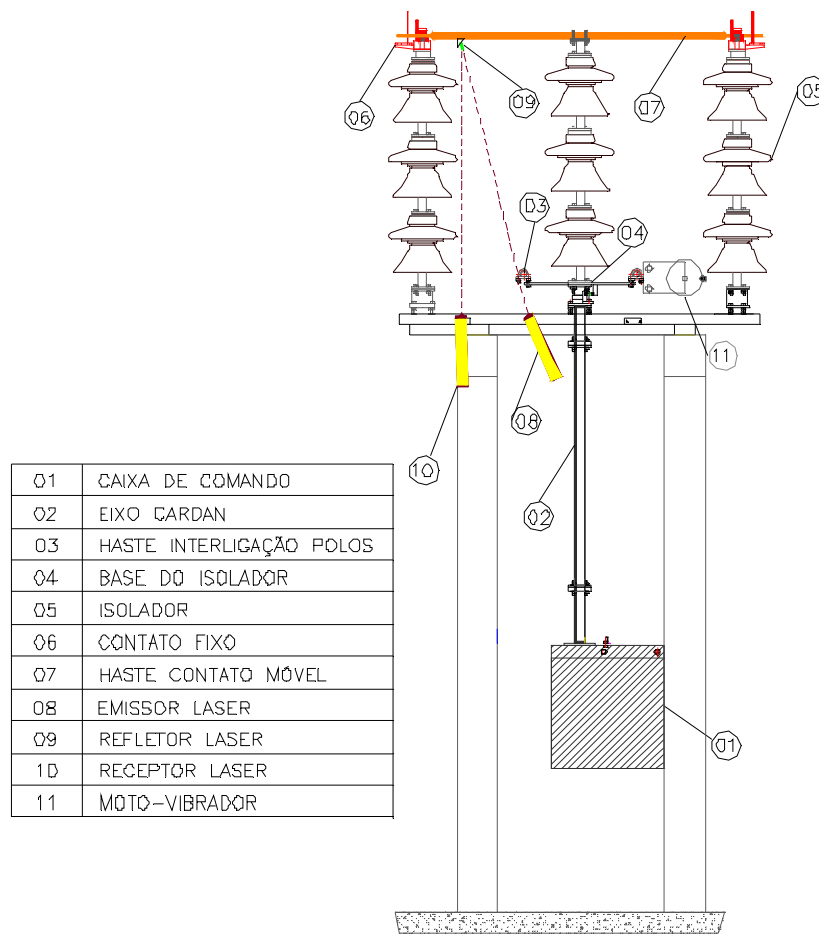 09
07
05
06
03
04
11
08
10
02
01
01 CAIXA DE COMANDO
02 EIXO CARDAN
03 HASTE INTERLIGAÇÃO POLOS
04 BASE DO ISOLADOR
05 ISOLADOR
06 CONTATO FIXO
07 HASTE CONTATO MÓVEL
08 EMISSOR LASER
09 REFLETOR LASER
10 RECEPTOR LASER
11 MOTO-VIBRADOR